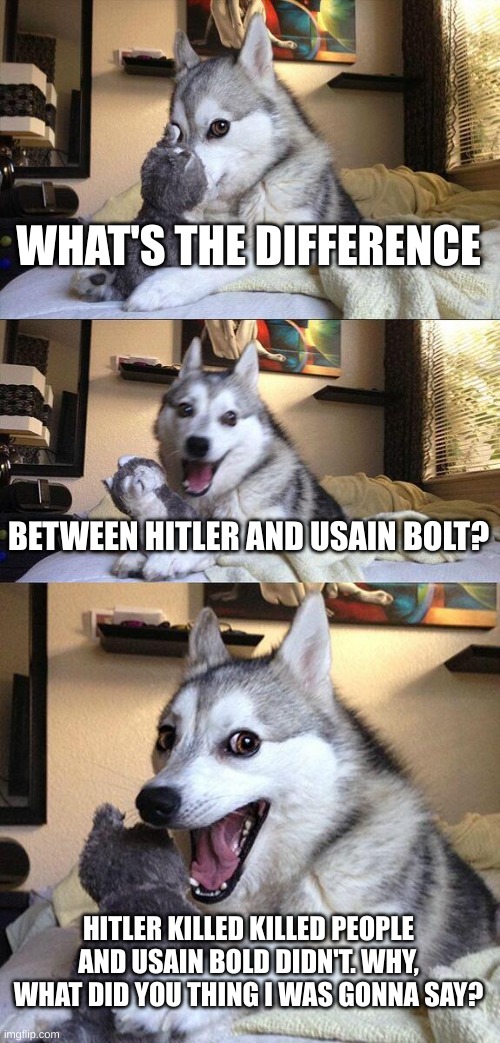 WHAT'S THE DIFFERENCE
BETWEEN HITLER AND USAIN BOLT?
HITLER KILLED KILLED PEOPLE
AND USAIN BOLD DIDN'T. WHY,
WHAT DID YOU THING I WAS GONNA SAY?
imgflip.com